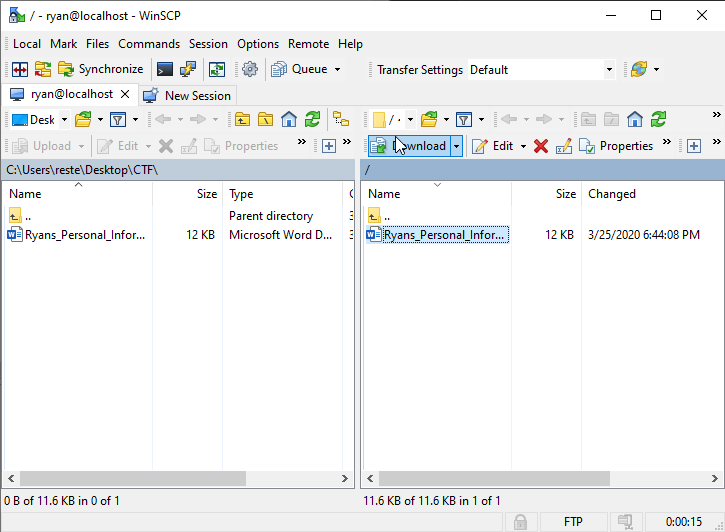 / - ryan@localhost - WinSCP
Local Mark Files Commands Session Options Remote Help
Synchronize Queue Transfer Settings Default
ryan@localhost New Session
Desk / ‹
Upload Edit Properties Download Edit Properties
C:\Users\reste\Desktop\CTF\ /
Name Size Type C Name Size Changed
.. Parent directory 3 ..
Ryans_Personal_Infor... 12 KB Microsoft Word D... 3 Ryans_Personal_Infor... 12 KB 3/25/2020 6:44:08 PM
0 B of 11.6 KB in 0 of 1 11.6 KB of 11.6 KB in 1 of 1
FTP 0:00:15